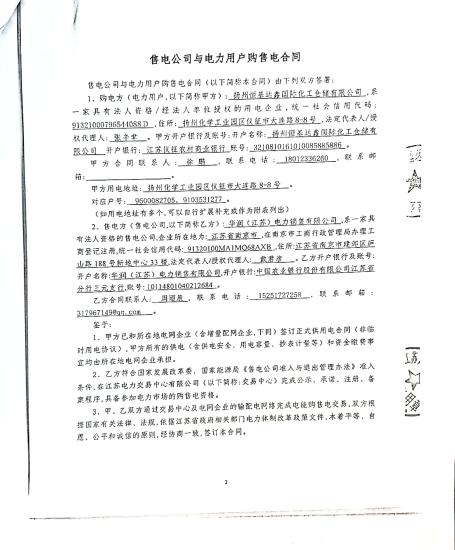 售电公司与电力用户购售电合同
售电公司与电力用户购售电合同（以下简称本合同）由下列双方签署：
1、购电方（电力用户，以下简称甲方）：扬州恒基达鑫国际化工仓储有限公司，系
一家具有法人资格/经法人单位授权的用电企业，统一社会信用代码：
91321000796544088D，住所：扬州化学工业园区仪征市大连路8-8号，法定代表人/授
权代理人：张辛聿。甲方开户银行及账号：开户名称：扬州恒基达鑫国际化工仓储有
限公司 开户银行：江苏仪征农村商业银行 账号：3210810161010085885886。
甲方合同联系人：徐鹏，联系电话：18012336260，联系邮
箱：
甲方用电地址：扬州化学工业园区仪征市大连路8-8号。
对应户号：9600082705、9103531277。
（如用电地址有多个，可以自行扩展补充或作为附表列出）
2、售电方（售电公司，以下简称乙方）：华润（江苏）电力销售有限公司，系一家具
有法人资格的售电公司，企业所在地为：江苏省南京市，在南京市工商行政管理局办理工
商登记注册，统一社会信用代码：91320100MA1MQ68AXB，住所：江苏省南京市建邺区庐
山路188号新地中心33楼，法定代表人/授权代理人：戴君彦。乙方开户银行及账号：
开户名称：华润（江苏）电力销售有限公司，开户银行：中国农业银行股份有限公司江苏省
分行三元支行，账号：10114801040212684。
乙方合同联系人：周颐晨，联系电话：15251727258，联系邮箱：
317967149@qq.com。
鉴于：
1、甲方已和所在地电网企业（含增量配网企业，下同）签订正式供用电合同（非临
时用电协议），甲方所有的供电（含供电安全、用电容量、抄表计量等）和资金缴费事
宜均由所在地电网企业承担。
2、乙方符合国家发展改革委、国家能源局《售电公司准入与退出管理办法》准入
条件，在江苏电力交易中心有限公司（以下简称：交易中心）完成公示、承诺、注册、备
案程序，具备参加电力市场的购售电资格。
3、甲、乙双方通过交易中心及电网企业的输配电网络完成电能购售电交易，双方根
据国家有关法律、法规，依据江苏省政府相关部门电力体制改革政策文件，本着平等、自
愿、公平和诚信的原则，经协商一致，签订本合同。
2